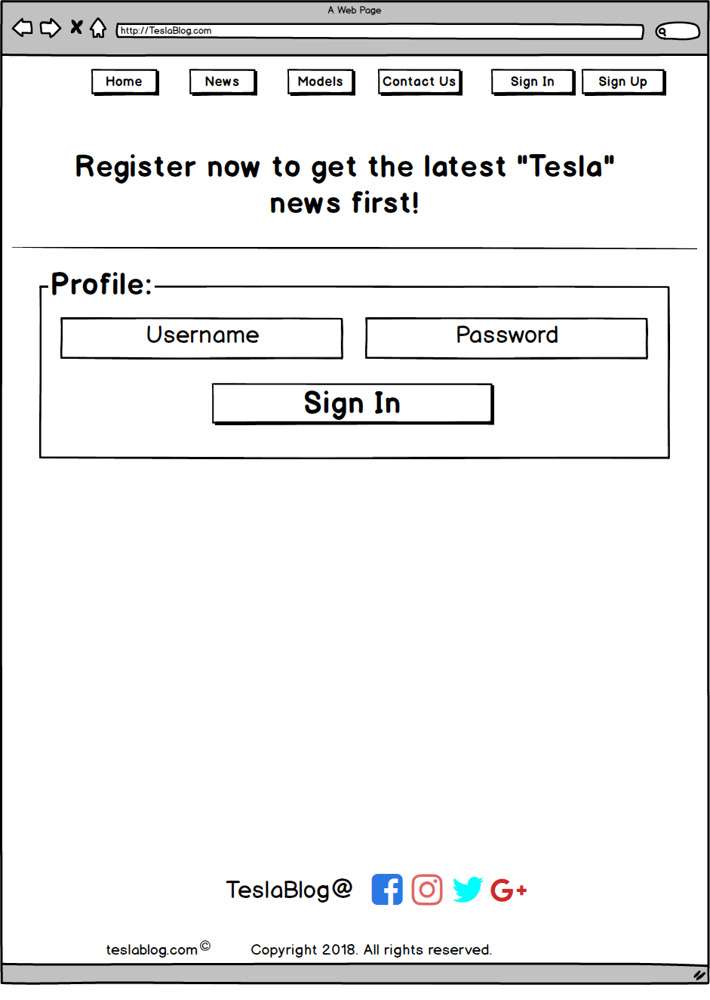 A Web Page
http://TeslaBlog.com
Home News Models Contact Us Sign In Sign Up
Register now to get the latest "Tesla"
news first!
Profile:
Username Password
Sign In
TeslaBlog@ G+
teslablog.com© Copyright 2018. All rights reserved.